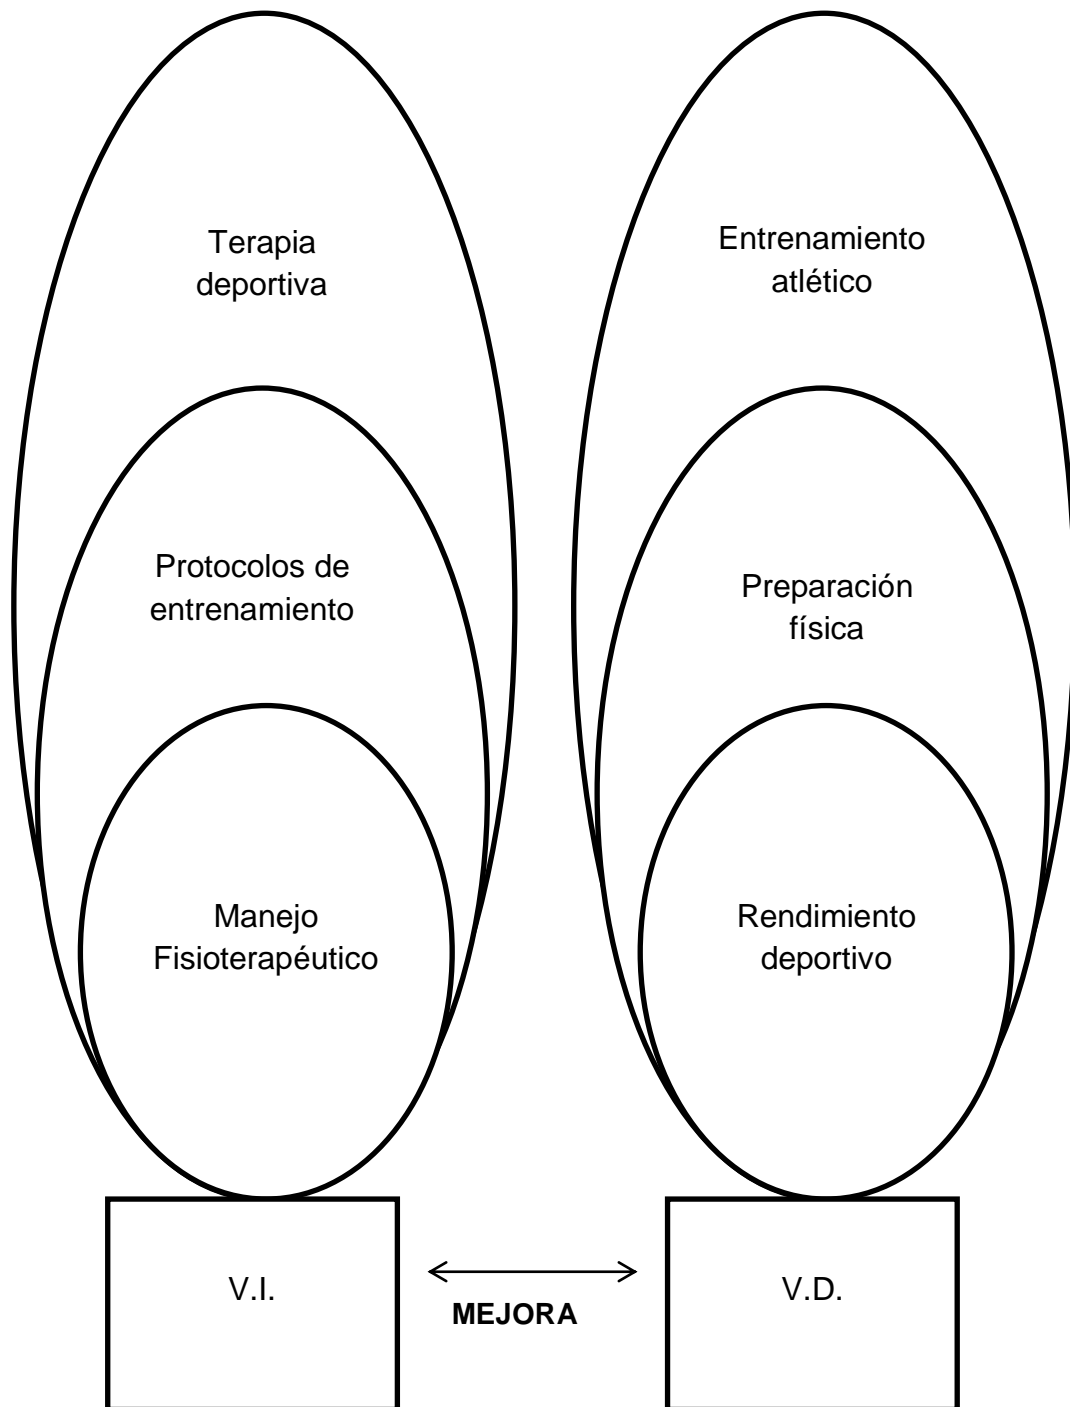 Terapia
deportiva
Protocolos de
entrenamiento
Manejo
Fisioterapéutico
V.I.
Entrenamiento
atlético
Preparación
física
Rendimiento
deportivo
V.D.
MEJORA